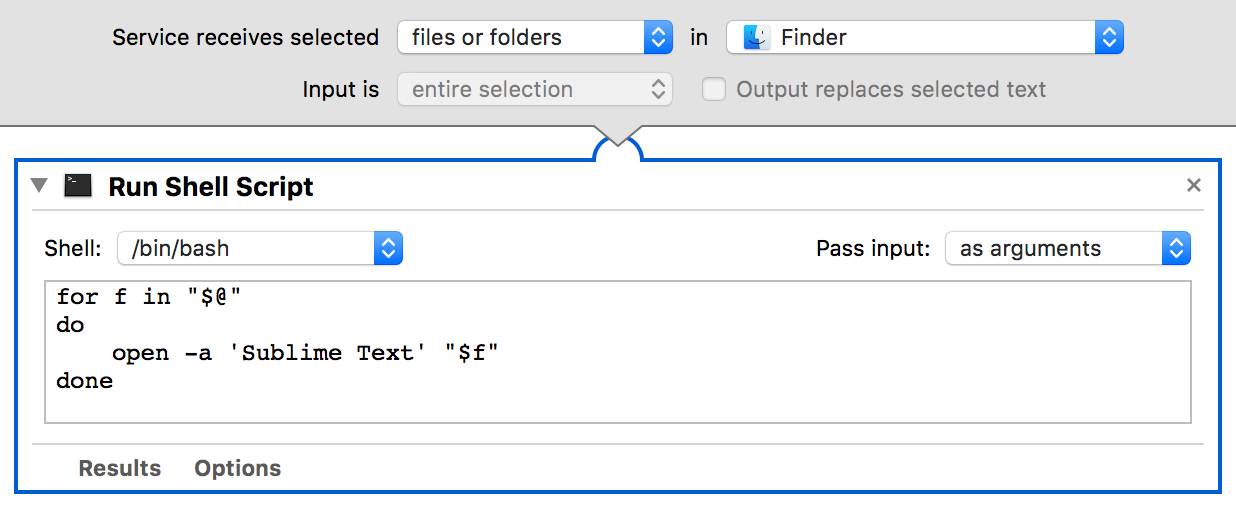 Service receives selected files or folders in Finder
Input is entire selection Output replaces selected text
>_
Run Shell Script
Shell: /bin/bash Pass input: as arguments
for f in "$@"
do
    open -a 'Sublime Text' "$f"
done
Results Options